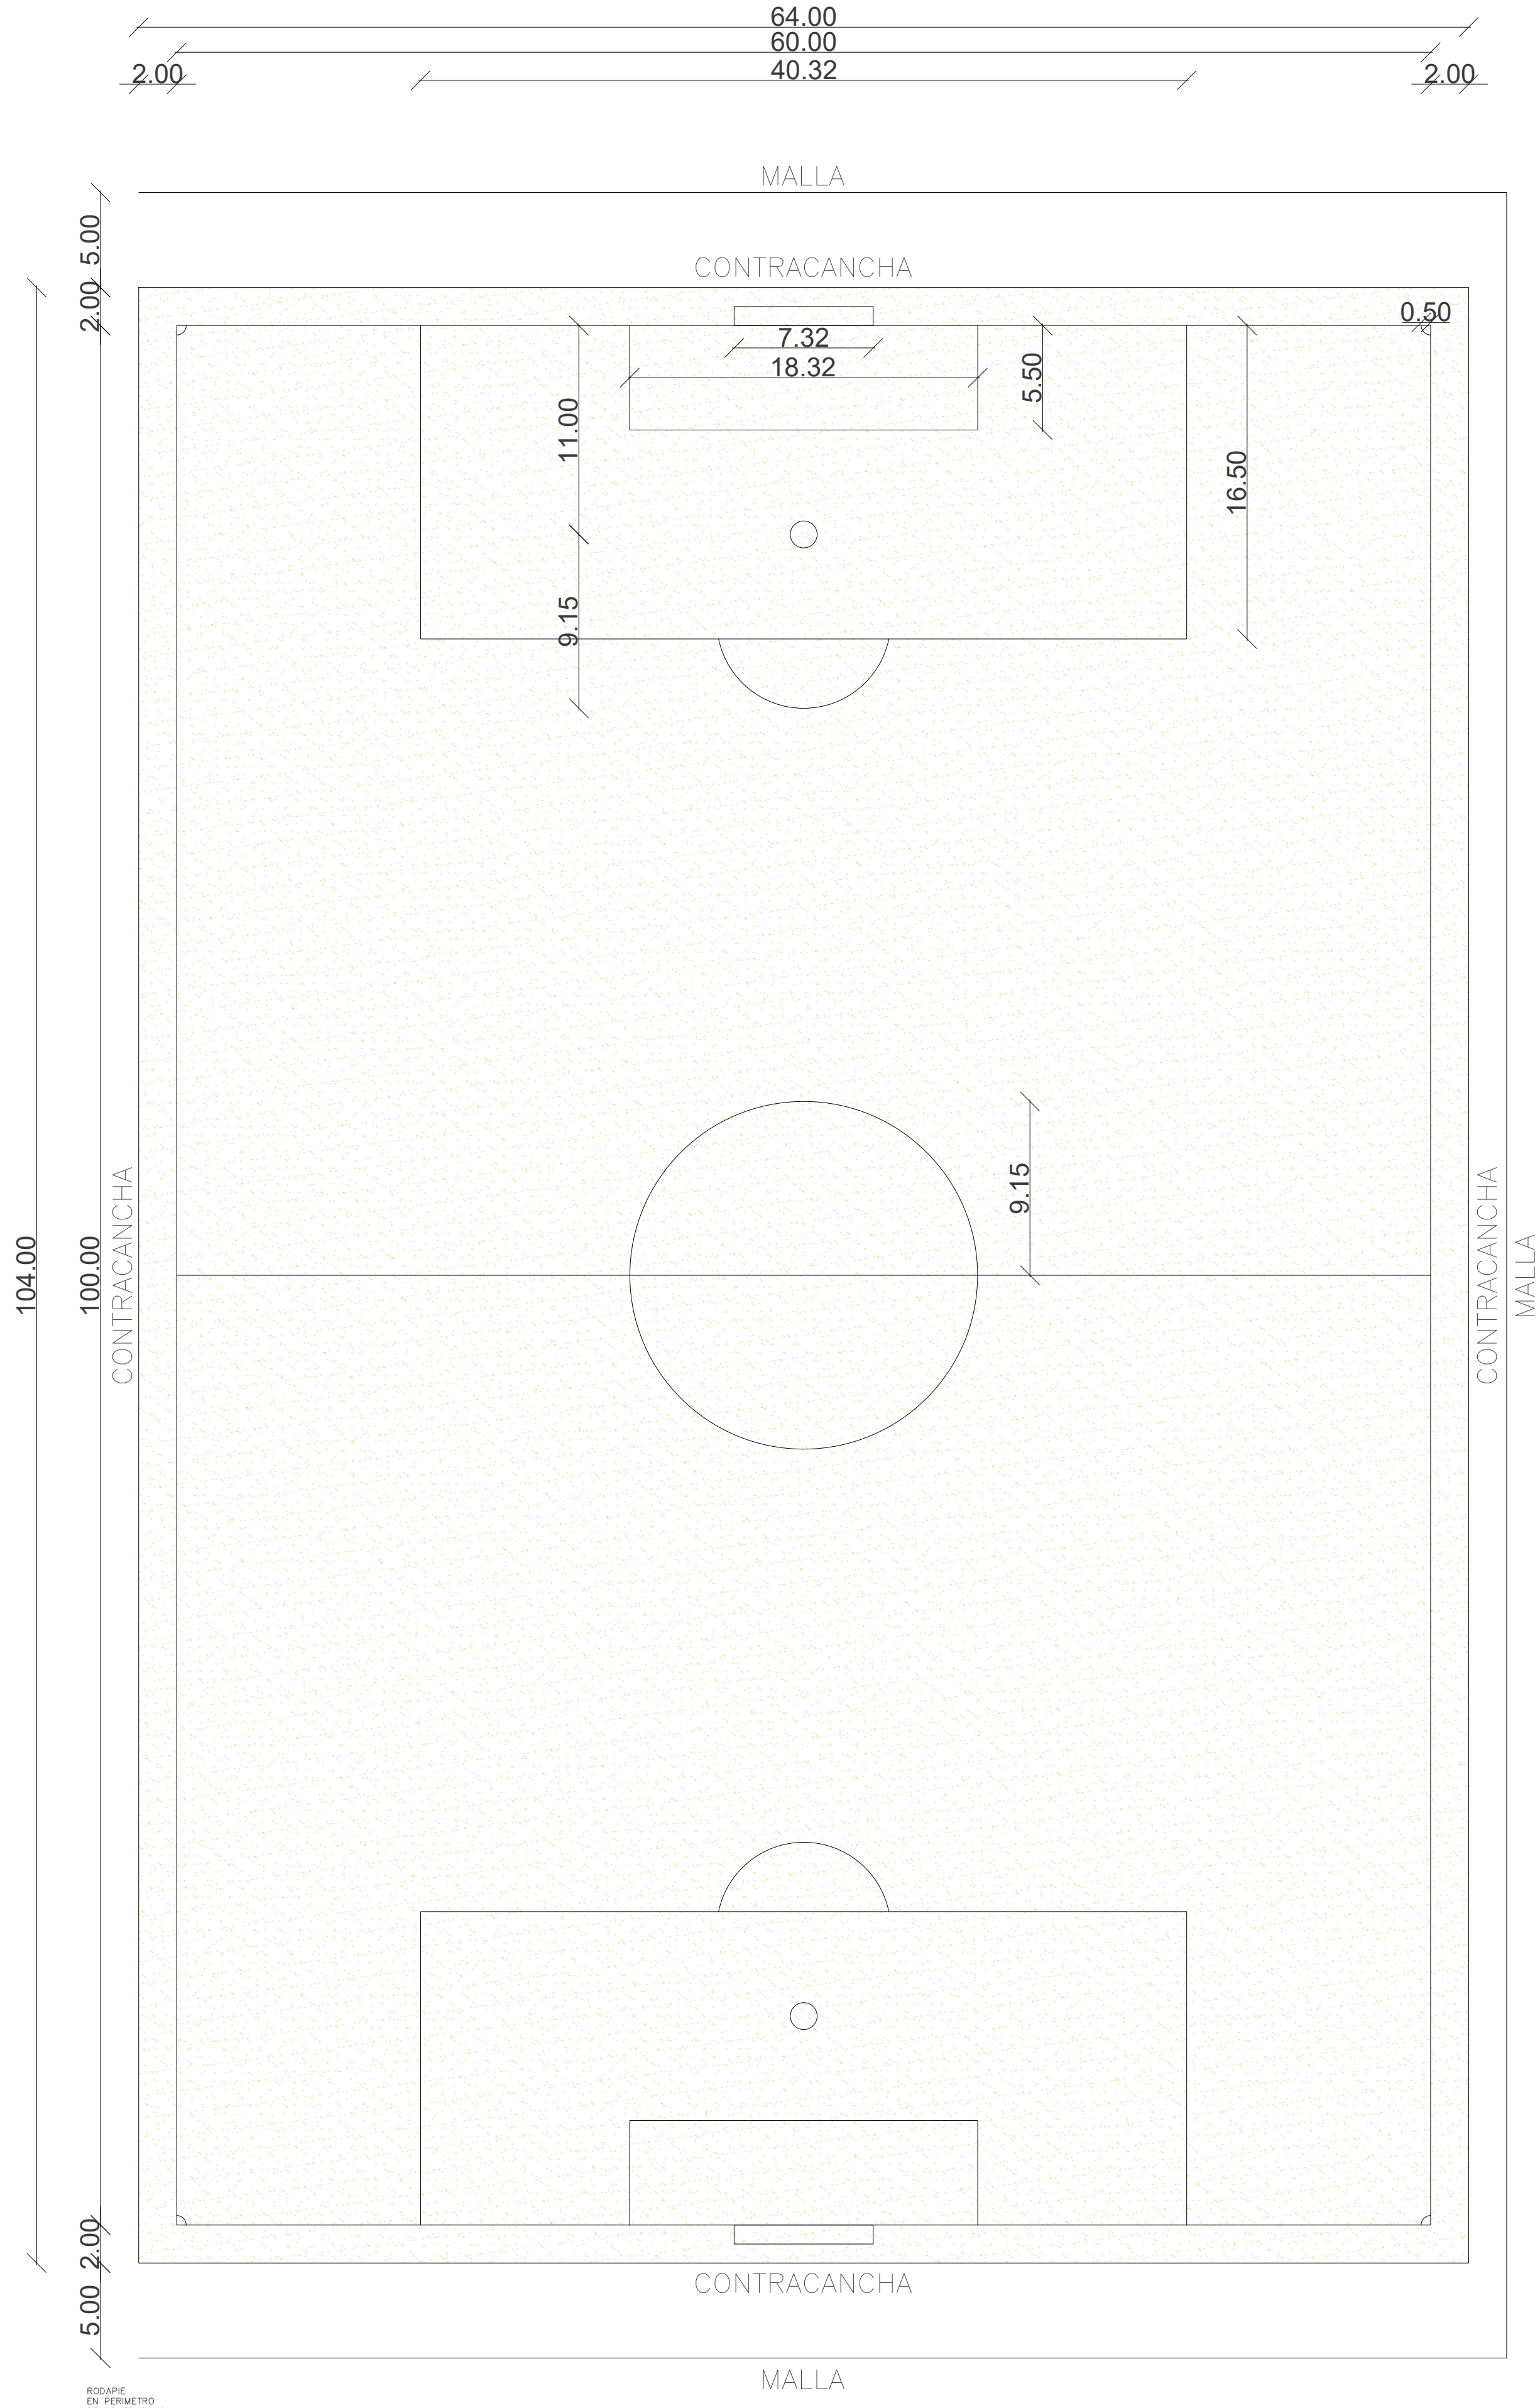 64.00
60.00
2.00
40.32
2.00
MALLA
5.00
CONTRACANCHA
2.00
0.50
7.32
18.32
5.50
11.00
16.50
9.15
9.15
CONTRACANCHA
104.00
100.00
CONTRACANCHA
MALLA
2.00
CONTRACANCHA
5.00
MALLA
RODAPIE
EN PERIMETRO